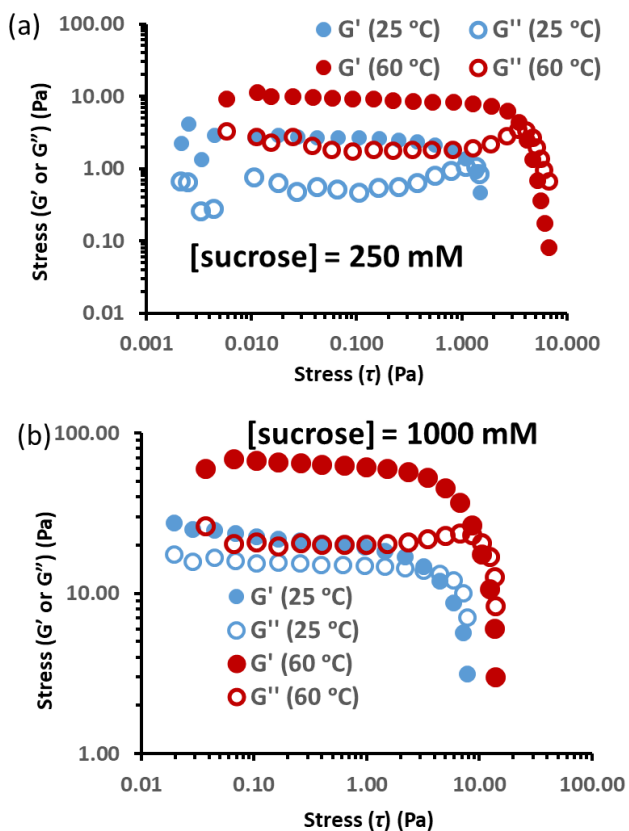 (a)
100.00
10.00
1.00
0.10
0.01
Stress (G' or G'') (Pa)
G' (25 °C)
G'' (25 °C)
G' (60 °C)
G'' (60 °C)
[sucrose] = 250 mM
0.001
0.010
0.100
1.000
10.000
Stress (τ) (Pa)
(b)
[sucrose] = 1000 mM
100.00
10.00
1.00
Stress (G' or G'') (Pa)
G' (25 °C)
G'' (25 °C)
G' (60 °C)
G'' (60 °C)
0.01
0.10
1.00
10.00
100.00
Stress (τ) (Pa)